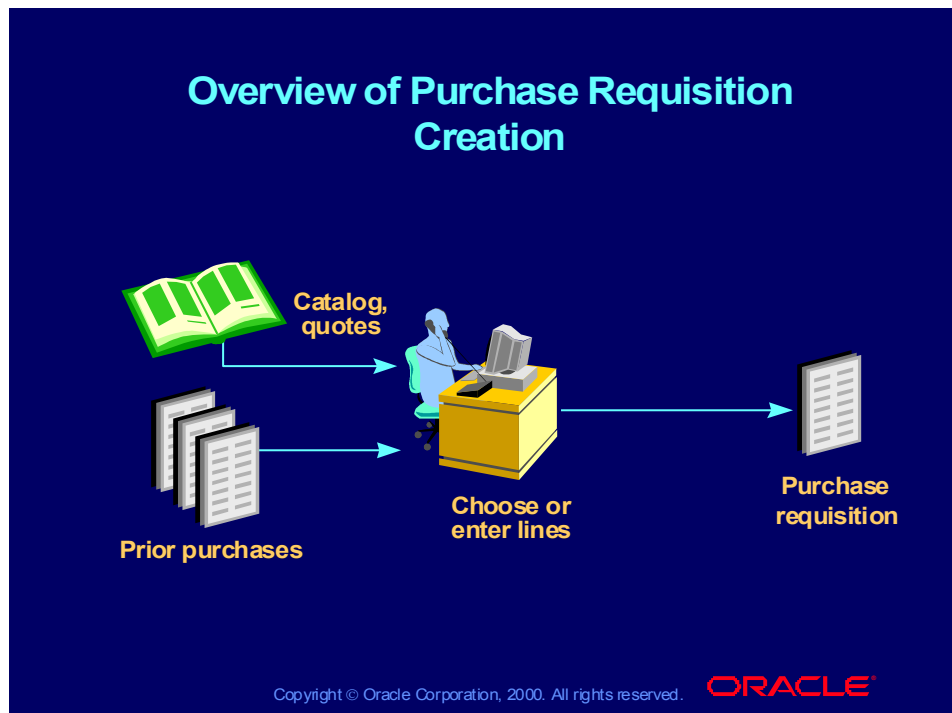 Overview of Purchase Requisition
Creation
Catalog,
quotes
Choose or
enter lines
Prior purchases
Purchase
requisition
Copyright © Oracle Corporation, 2000. All rights reserved.
ORACLE®